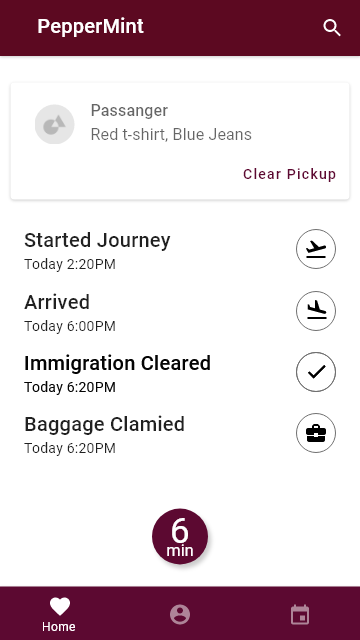 PepperMint
Passanger
Red t-shirt, Blue Jeans
Clear Pickup
Started Journey
Today 2:20PM
Arrived
Today 6:00PM
Immigration Cleared
Today 6:20PM
Baggage Clamied
Today 6:20PM
6
min
Home